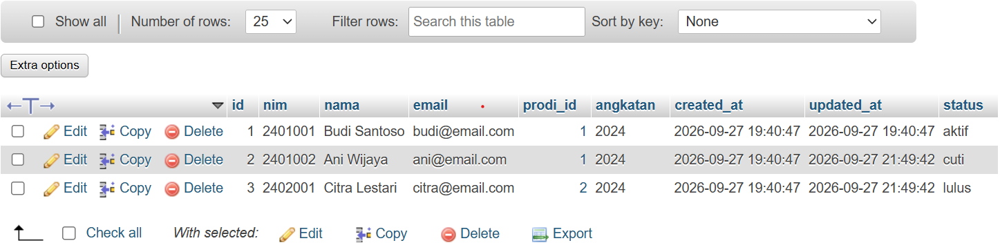 Show all Number of rows: 25 Filter rows: Search this table Sort by key: None
Extra options
id nim nama email prodi_id angkatan created_at updated_at status
Edit Copy Delete 1 2401001 Budi Santoso budi@email.com 1 2024 2026-09-27 19:40:47 2026-09-27 19:40:47 aktif
Edit Copy Delete 2 2401002 Ani Wijaya ani@email.com 1 2024 2026-09-27 19:40:47 2026-09-27 21:49:42 cuti
Edit Copy Delete 3 2402001 Citra Lestari citra@email.com 2 2024 2026-09-27 19:40:47 2026-09-27 21:49:42 lulus
Check all With selected: Edit Copy Delete Export